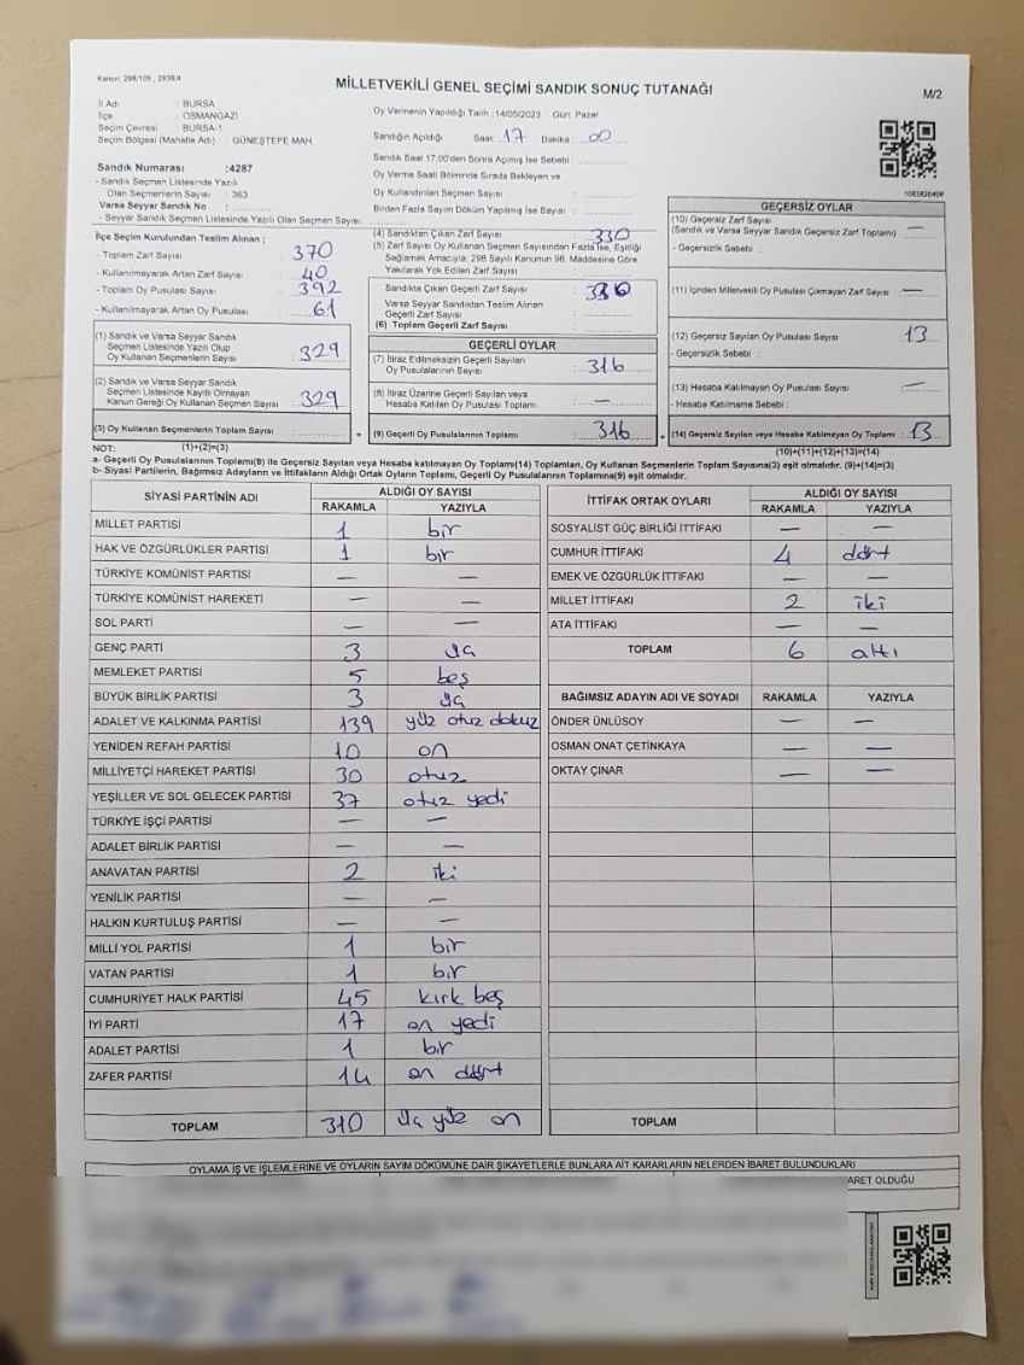 Kanun: 298/105, 2839/4
MİLLETVEKİLİ GENEL SEÇİMİ SANDIK SONUÇ TUTANAĞI
M/2
İl Adı : BURSA
İlçe : OSMANGAZİ
Seçim Çevresi : BURSA-1
Seçim Bölgesi (Mahalle Adı) : GÜNEŞTEPE MAH.
Sandık Numarası :4287
- Sandık Seçmen Listesinde Yazılı
Olan Seçmenlerin Sayısı : 363
Varsa Seyyar Sandık No :
- Seyyar Sandık Seçmen Listesinde Yazılı Olan Seçmen Sayısı
Oy Vermenin Yapıldığı Tarih :14/05/2023 Gün: Pazar
Sandığın Açıldığı Saat 17 Dakika 00
Sandık Saat 17.00'den Sonra Açılmış İse Sebebi :
Oy Verme Saati Bitiminde Sırada Bekleyen ve
Oy Kullandırılan Seçmen Sayısı :
Birden Fazla Sayım Döküm Yapılmış İse Sayısı :
İlçe Seçim Kurulundan Teslim Alınan :
- Toplam Zarf Sayısı 370
- Kullanılmayarak Artan Zarf Sayısı 40
- Toplam Oy Pusulası Sayısı 392
- Kullanılmayarak Artan Oy Pusulası 61
(1) Sandık ve Varsa Seyyar Sandık
Seçmen Listesinde Yazılı Olup
Oy Kullanan Seçmenlerin Sayısı : 329
(2) Sandık ve Varsa Seyyar Sandık
Seçmen Listesinde Kayıtlı Olmayan
Kanun Gereği Oy Kullanan Seçmen Sayısı 329
(3) Oy Kullanan Seçmenlerin Toplam Sayısı
(4) Sandıktan Çıkan Zarf Sayısı : 330
(5) Zarf Sayısı Oy Kullanan Seçmen Sayısından Fazla İse, Eşitliği
Sağlamak Amacıyla; 298 Sayılı Kanunun 98. Maddesine Göre
Yakılarak Yok Edilen Zarf Sayısı
Sandıkta Çıkan Geçerli Zarf Sayısı : 330
Varsa Seyyar Sandıktan Teslim Alınan
Geçerli Zarf Sayısı :
(6) Toplam Geçerli Zarf Sayısı
GEÇERLİ OYLAR
(7) İtiraz Edilmeksizin Geçerli Sayılan
Oy Pusulalarının Sayısı : 316
(8) İtiraz Üzerine Geçerli Sayılan veya
Hesaba Katılan Oy Pusulası Toplamı : —
(9) Geçerli Oy Pusulalarının Toplamı : 316
GEÇERSİZ OYLAR
(10) Geçersiz Zarf Sayısı
(Sandık ve Varsa Seyyar Sandık Geçersiz Zarf Toplamı) —
- Geçersizlik Sebebi :
(11) İçinden Milletvekili Oy Pusulası Çıkmayan Zarf Sayısı —
(12) Geçersiz Sayılan Oy Pusulası Sayısı : 13
- Geçersizlik Sebebi :
(13) Hesaba Katılmayan Oy Pusulası Sayısı —
- Hesaba Katılmama Sebebi :
(14) Geçersiz Sayılan veya Hesaba Katılmayan Oy Toplamı : 13
NOT: (1)+(2)=(3)
(10)+(11)+(12)+(13)=(14)
a- Geçerli Oy Pusulasının Toplamı(9) ile Geçersiz Sayılan veya Hesaba katılmayan Oy Toplamı(14) Toplamları, Oy Kullanan Seçmenlerin Toplam Sayısına(3) eşit olmalıdır. (9)+(14)=(3)
b- Siyasi Partilerin, Bağımsız Adayların ve İttifakların Aldığı Ortak Oyların Toplamı, Geçerli Oy Pusulalarının Toplamına(9) eşit olmalıdır.
SİYASİ PARTİNİN ADI ALDIĞI OY SAYISI
RAKAMLA YAZIYLA
MİLLET PARTİSİ 1 bir
HAK VE ÖZGÜRLÜKLER PARTİSİ 1 bir
TÜRKİYE KOMÜNİST PARTİSİ — —
TÜRKİYE KOMÜNİST HAREKETİ — —
SOL PARTİ — —
GENÇ PARTİ 3 üç
MEMLEKET PARTİSİ 5 beş
BÜYÜK BİRLİK PARTİSİ 3 üç
ADALET VE KALKINMA PARTİSİ 139 yüz otuz dokuz
YENİDEN REFAH PARTİSİ 10 on
MİLLİYETÇİ HAREKET PARTİSİ 30 otuz
YEŞİLLER VE SOL GELECEK PARTİSİ 37 otuz yedi
TÜRKİYE İŞÇİ PARTİSİ — —
ADALET BİRLİK PARTİSİ — —
ANAVATAN PARTİSİ 2 iki
YENİLİK PARTİSİ — —
HALKIN KURTULUŞ PARTİSİ — —
MİLLİ YOL PARTİSİ 1 bir
VATAN PARTİSİ 1 bir
CUMHURİYET HALK PARTİSİ 45 kırk beş
İYİ PARTİ 17 on yedi
ADALET PARTİSİ 1 bir
ZAFER PARTİSİ 14 on dört
TOPLAM 310 üç yüz on
İTTİFAK ORTAK OYLARI ALDIĞI OY SAYISI
RAKAMLA YAZIYLA
SOSYALİST GÜÇ BİRLİĞİ İTTİFAKI — —
CUMHUR İTTİFAKI 4 dört
EMEK VE ÖZGÜRLÜK İTTİFAKI — —
MİLLET İTTİFAKI 2 iki
ATA İTTİFAKI — —
TOPLAM 6 altı
BAĞIMSIZ ADAYIN ADI VE SOYADI RAKAMLA YAZIYLA
ÖNDER ÜNLÜSOY — —
OSMAN ONAT ÇETİNKAYA — —
OKTAY ÇINAR — —
TOPLAM
OYLAMA İŞ VE İŞLEMLERİNE VE OYLARIN SAYIM DÖKÜMÜNE DAİR ŞİKAYETLERLE BUNLARA AİT KARARLARIN NELERDEN İBARET BULUNDUKLARI
ARET OLDUĞU